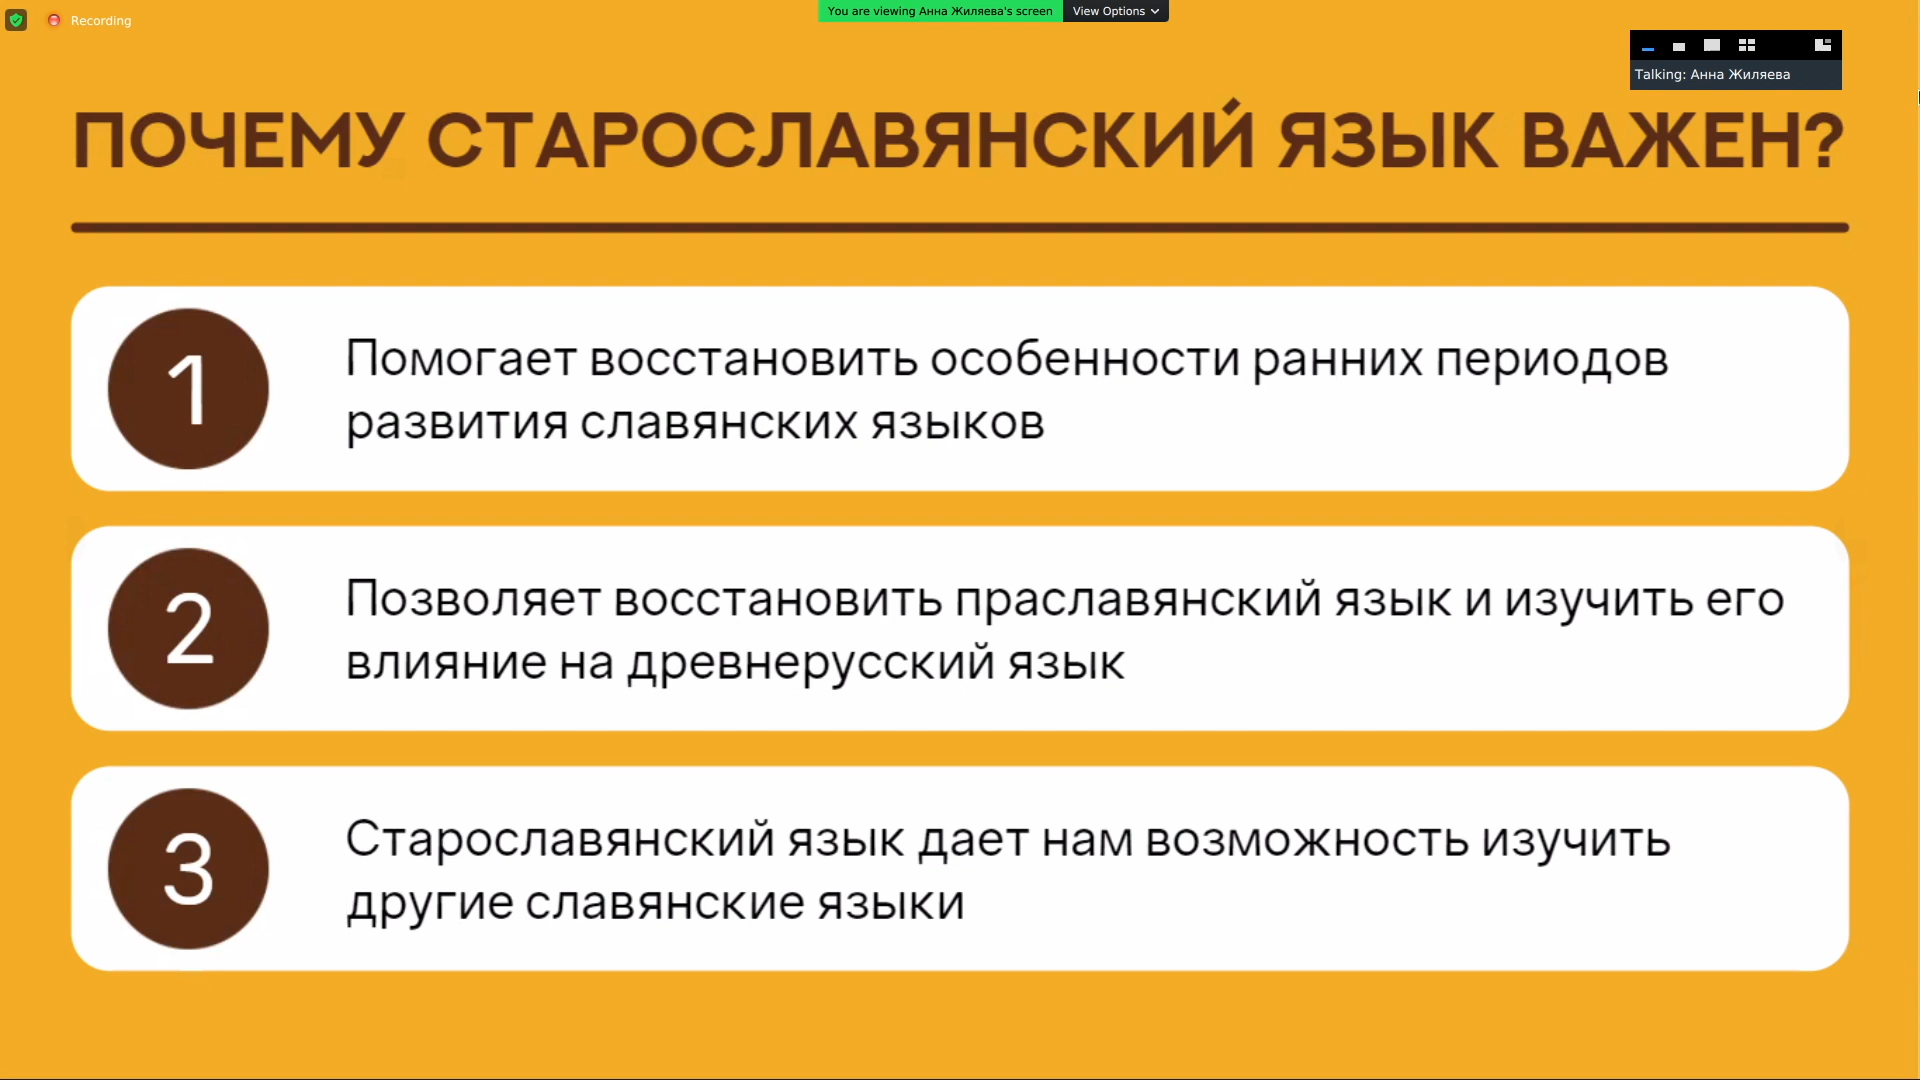 Recording
You are viewing Анна Жиляева's screen
View Options
Talking: Анна Жиляева
ПОЧЕМУ СТАРОСЛАВЯНСКИЙ ЯЗЫК ВАЖЕН?
1
Помогает восстановить особенности ранних периодов
развития славянских языков
2
Позволяет восстановить праславянский язык и изучить его
влияние на древнерусский язык
3
Старославянский язык дает нам возможность изучить
другие славянские языки